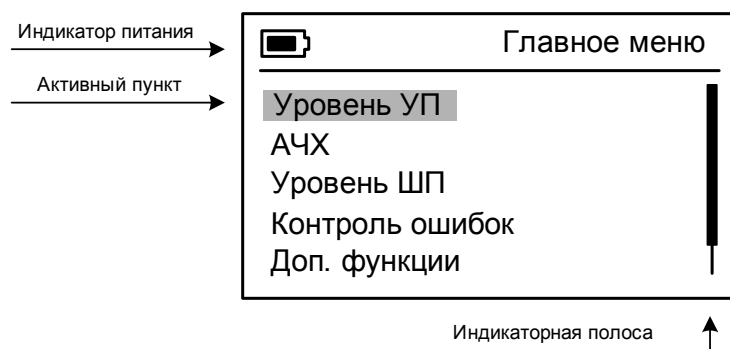 Индикатор питания
Главное меню
Активный пункт
Уровень УП
АЧХ
Уровень ШП
Контроль ошибок
Доп. функции
Индикаторная полоса